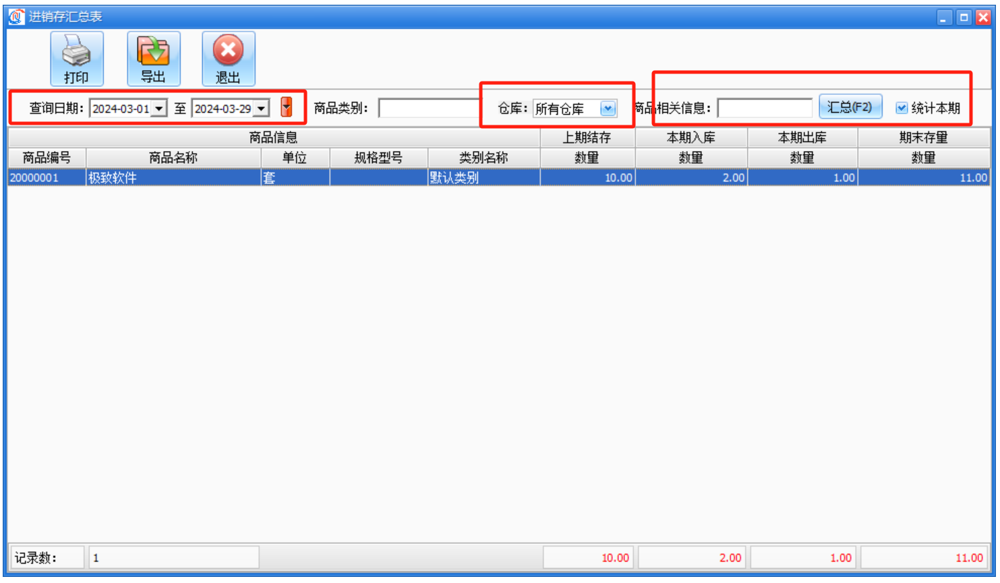 进销存汇总表
打印 导出 退出
查询日期: 2024-03-01 至 2024-03-29 商品类别: 仓库: 所有仓库 商品相关信息: 汇总(F2) 统计本期
商品信息 上期结存 本期入库 本期出库 期末存量
商品编号 商品名称 单位 规格型号 类别名称 数量 数量 数量 数量
20000001 极致软件 套 默认类别 10.00 2.00 1.00 11.00
记录数: 1 10.00 2.00 1.00 11.00